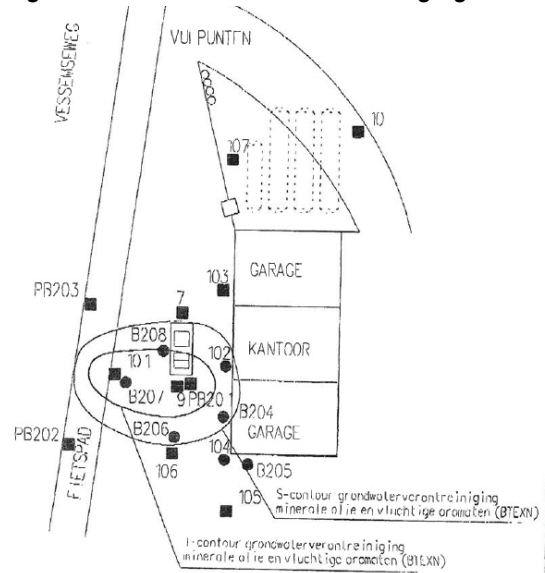 VESSEMSEWEG
VUL PUNTEN
10
107
GARAGE
103
PB203
7
B208
KANTOOR
101
102
B207
9
PB201
B204
GARAGE
PB202
B206
104
B205
106
FIETSPAD
105
S-contour grondwaterverontreiniging
minerale olie en vluchtige aromaten (BTEXN)
I-contour grondwaterverontreiniging
minerale olie en vluchtige aromaten (BTEXN)